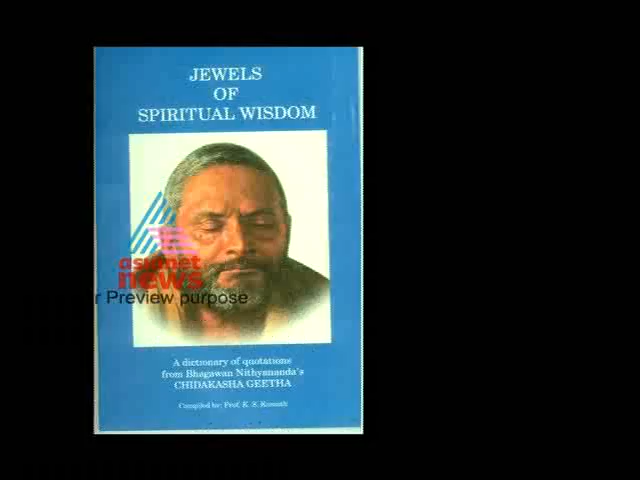 JEWELS
OF
SPIRITUAL WISDOM
asianet
news
r Preview purpose
A dictionary of quotations
from Bhagawan Nithyananda's
CHIDAKASHA GEETHA
Compiled by: Prof. K. S.